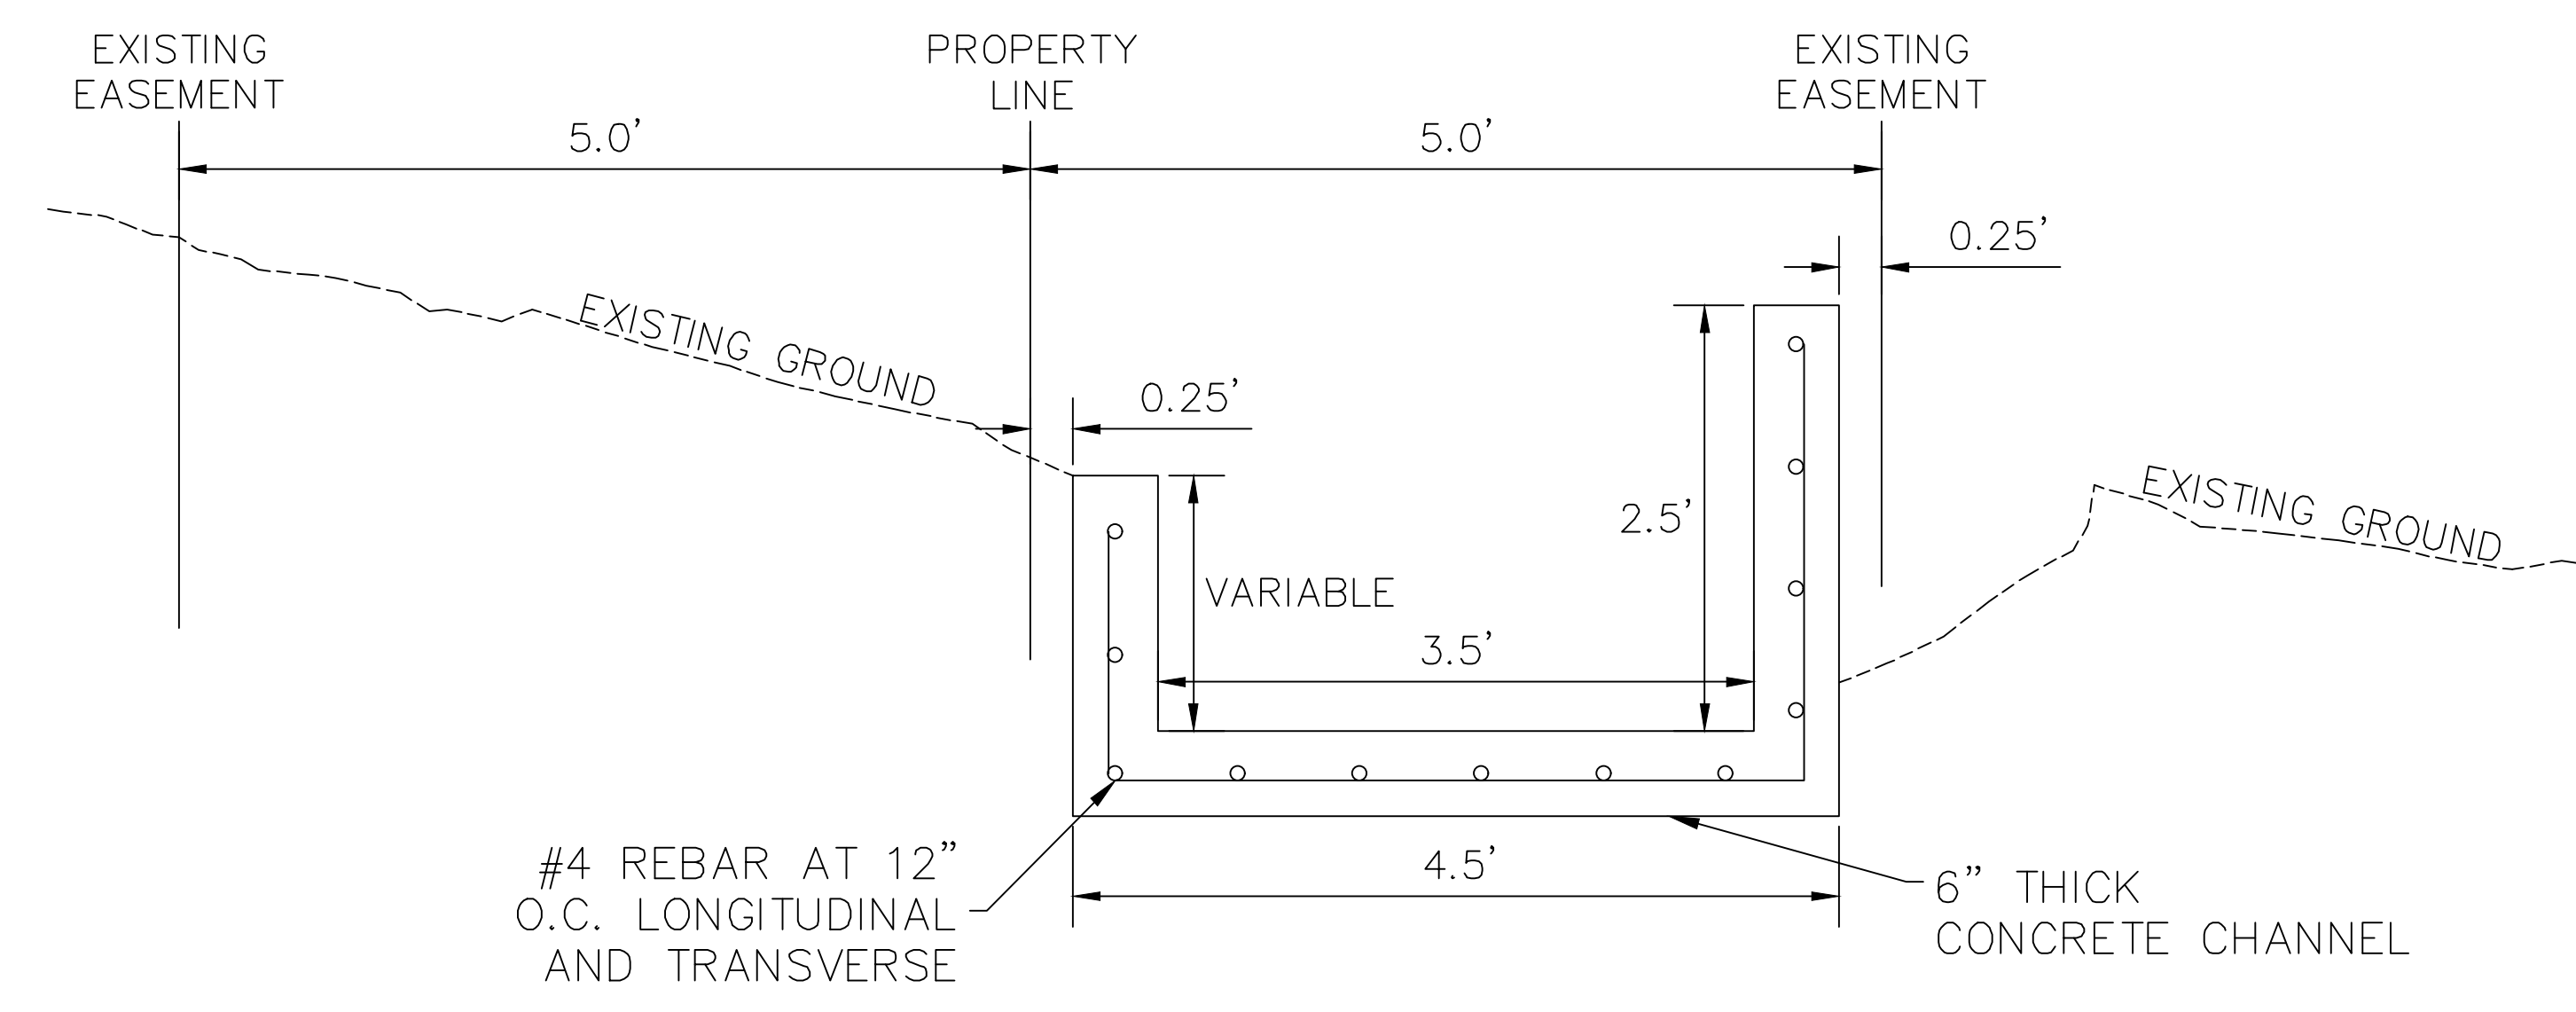 EXISTING
EASEMENT
PROPERTY
LINE
EXISTING
EASEMENT
5.0'
5.0'
0.25'
EXISTING GROUND
0.25'
2.5'
EXISTING GROUND
VARIABLE
3.5'
4.5'
#4 REBAR AT 12"
O.C. LONGITUDINAL
AND TRANSVERSE
6" THICK
CONCRETE CHANNEL